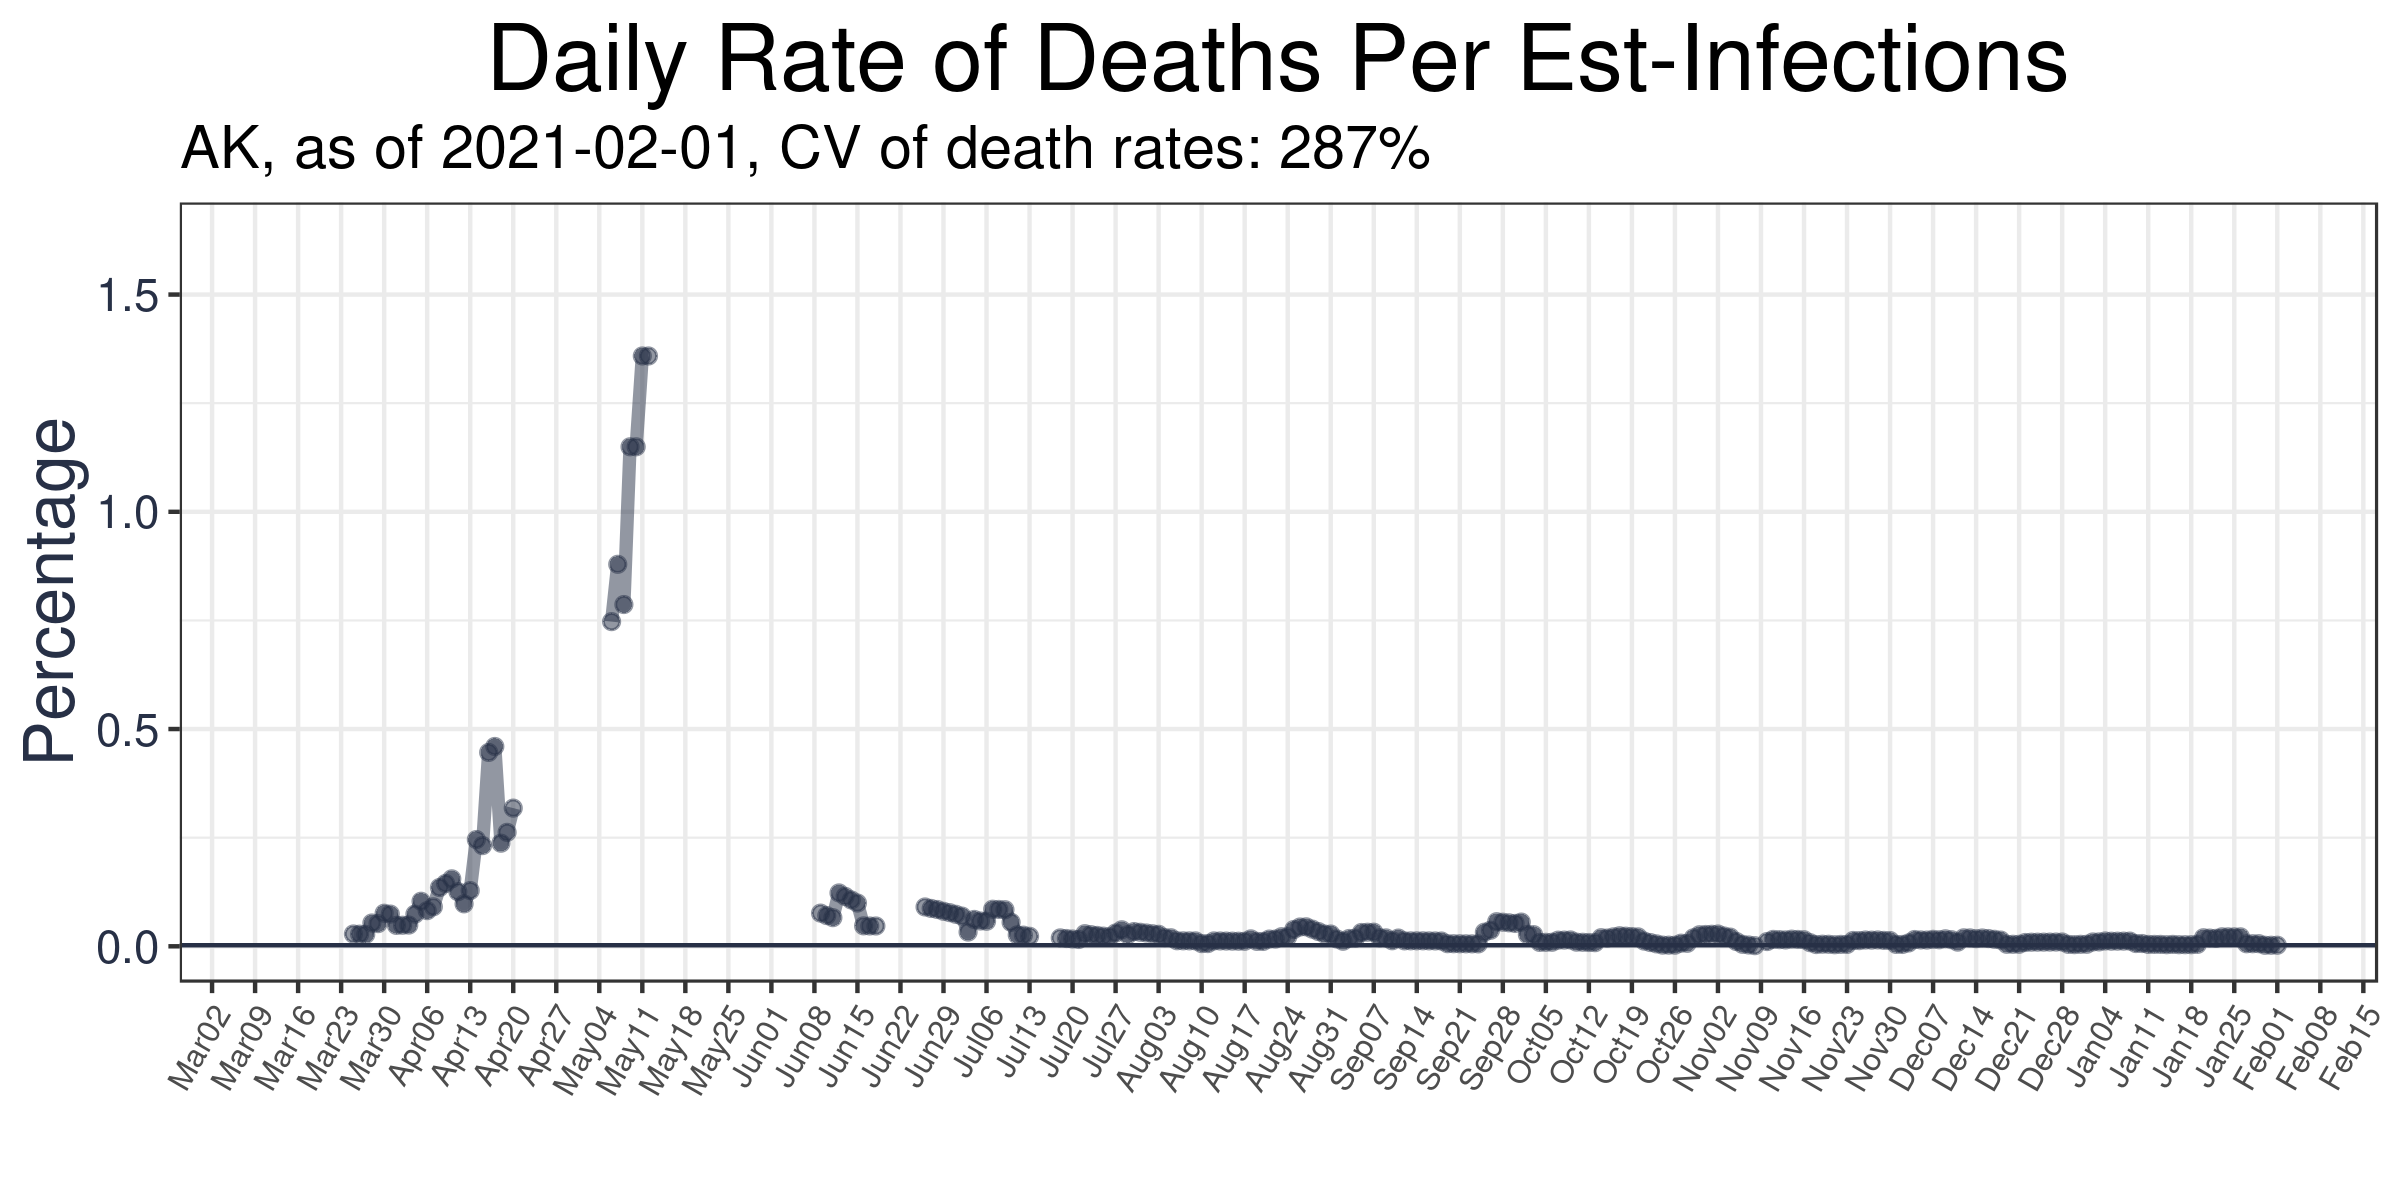 Daily Rate of Deaths Per Est-Infections
AK, as of 2021-02-01, CV of death rates: 287%
Percentage
1.5
1.0
0.5
0.0
Mar02 Mar09 Mar16 Mar23 Mar30 Apr06 Apr13 Apr20 Apr27 May04 May11 May18 May25 Jun01 Jun08 Jun15 Jun22 Jun29 Jul06 Jul13 Jul20 Jul27 Aug03 Aug10 Aug17 Aug24 Aug31 Sep07 Sep14 Sep21 Sep28 Oct05 Oct12 Oct19 Oct26 Nov02 Nov09 Nov16 Nov23 Nov30 Dec07 Dec14 Dec21 Dec28 Jan04 Jan11 Jan18 Jan25 Feb01 Feb08 Feb15